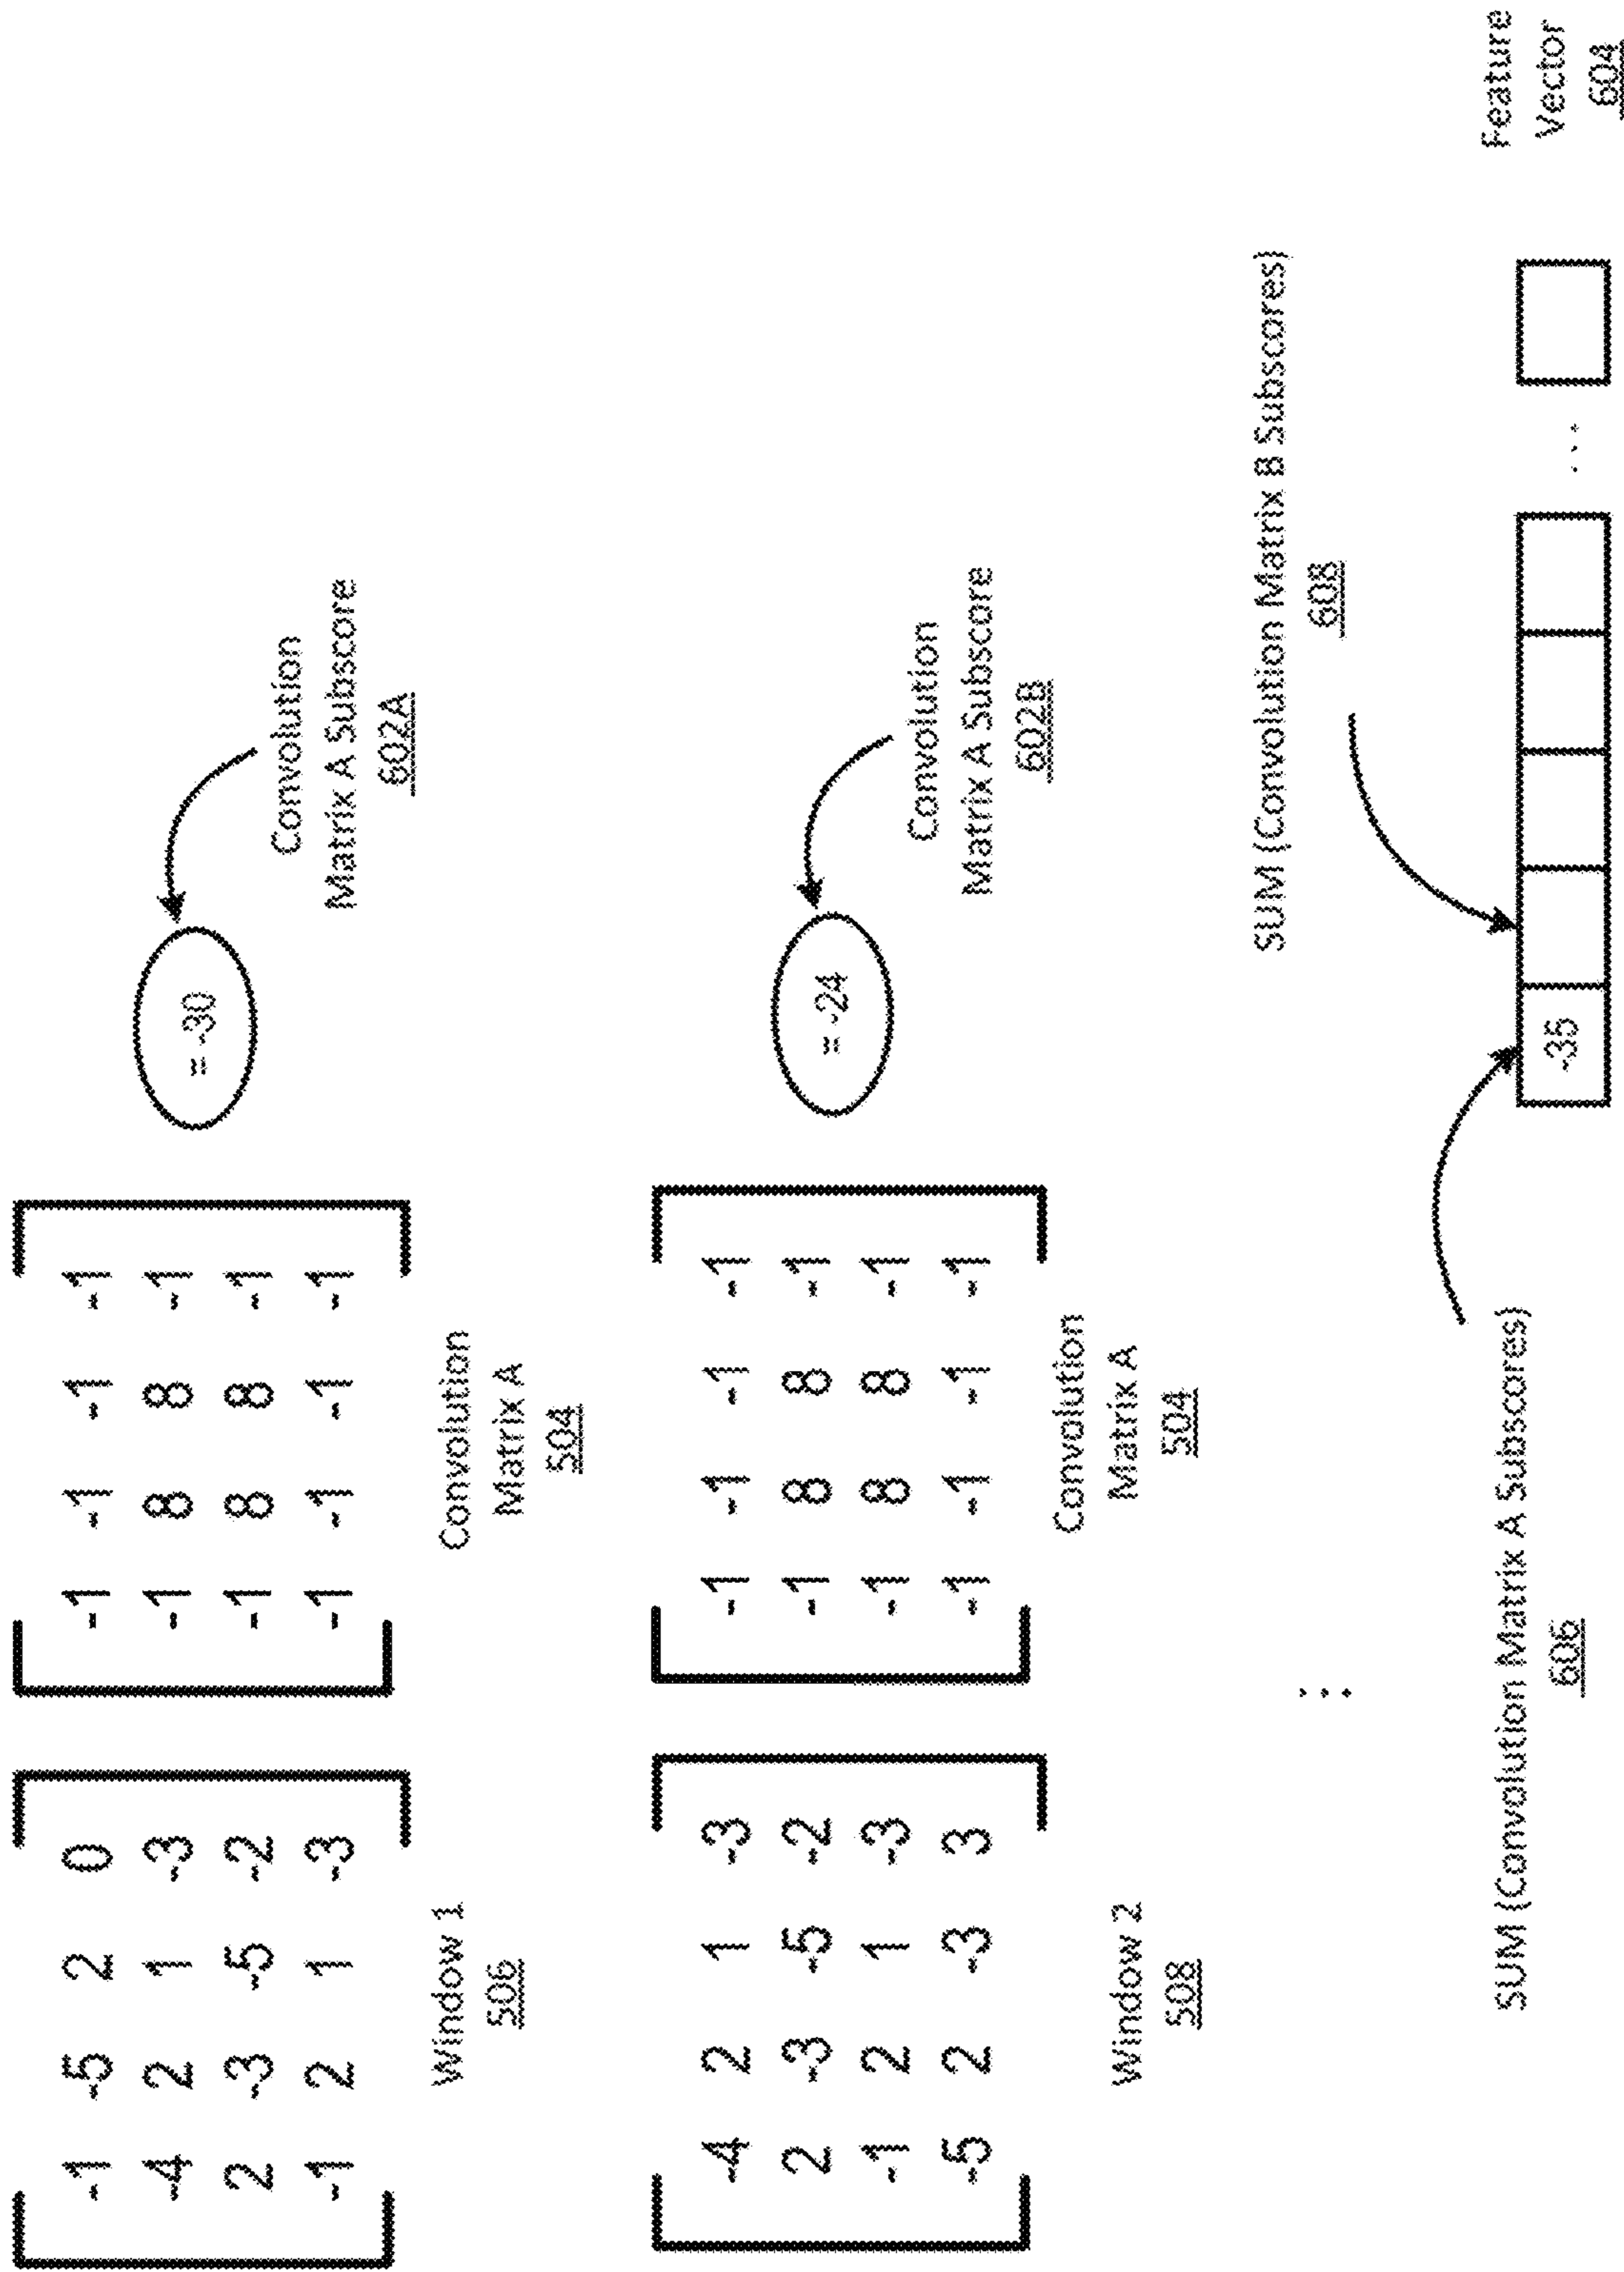 -1 -5 2 0
-4 2 1 -3
2 -3 -5 -2
-1 2 1 -3
Window 1
506
-1 -1 -1 -1
-1 8 8 -1
-1 8 8 -1
-1 -1 -1 -1
Convolution
Matrix A
504
= -30
Convolution
Matrix A Subscore
602A
-4 2 1 -3
2 -3 -5 -2
-1 2 1 -3
-5 2 -3 3
Window 2
508
-1 -1 -1 -1
-1 8 8 -1
-1 8 8 -1
-1 -1 -1 -1
Convolution
Matrix A
504
= -24
Convolution
Matrix A Subscore
602B
...
SUM (Convolution Matrix B Subscores)
608
SUM (Convolution Matrix A Subscores)
606
-35
...
Feature
Vector
604